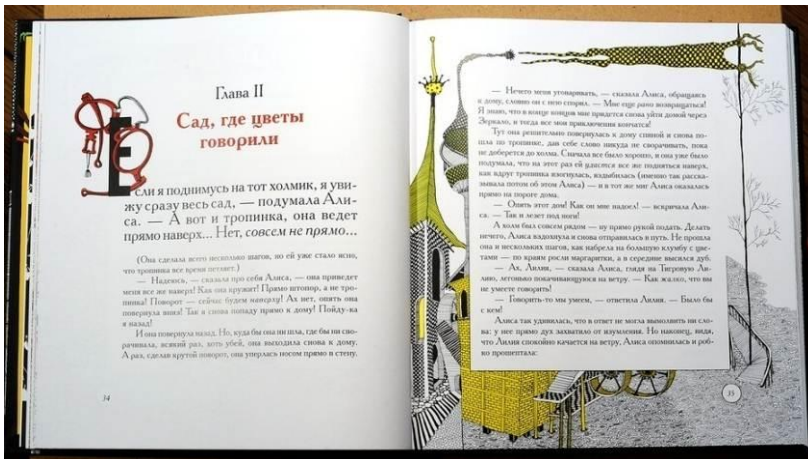 Глава II
Сад, где цветы
говорили
Если я поднимусь на тот холмик, я уви-
жу сразу весь сад, — подумала Али-
са. — А вот и тропинка, она ведет
прямо наверх... Нет, совсем не прямо...
(Она сделала всего несколько шагов, но ей уже стало ясно,
что тропинка все время петляет.)
— Надеюсь, — сказала про себя Алиса, — она приведет
меня все же наверх! Как она кружит! Прямо штопор, а не тро-
пинка! Поворот — сейчас будем наверху! Ах нет, опять она
повернула вниз! Так я снова попаду прямо к дому! Пойду-ка
я назад!
И она повернула назад. Но, куда бы она ни шла, где бы ни сво-
рачивала, всякий раз, хоть убей, она выходила снова к дому.
А раз, сделав крутой поворот, она уперлась носом прямо в стену.
34
— Нечего меня уговаривать, — сказала Алиса, обращаясь
к дому, словно он с нею спорил. — Мне еще рано возвращаться!
Я знаю, что в конце концов мне придется снова уйти домой через
Зеркало, и тогда все мои приключения кончатся!
Тут она решительно повернулась к дому спиной и снова по-
шла по тропинке, дав себе слово никуда не сворачивать, пока
не доберется до холма. Сначала все было хорошо, и она уже было
подумала, что на этот раз ей удастся все же подняться наверх,
как вдруг тропинка изогнулась, вздыбилась (именно так расска-
зывала потом об этом Алиса) — и в тот же миг Алиса оказалась
прямо на пороге дома.
— Опять этот дом! Как он мне надоел! — вскричала Али-
са. — Так и лезет под ноги!
А холм был совсем рядом — ну прямо рукой подать. Делать
нечего, Алиса вздохнула и снова отправилась в путь. Не прошла
она и нескольких шагов, как набрела на большую клумбу с цве-
тами — по краям росли маргаритки, а в середине высился дуб.
— Ах, Лилия, — сказала Алиса, глядя на Тигровую Ли-
лию, легонько покачивающуюся на ветру. — Как жалко, что вы
не умеете говорить!
— Говорить-то мы умеем, — ответила Лилия. — Было бы
с кем!
Алиса так удивилась, что в ответ не могла вымолвить ни сло-
ва: у нее прямо дух захватило от изумления. Но наконец, видя,
что Лилия спокойно качается на ветру, Алиса опомнилась и роб-
ко прошептала:
35